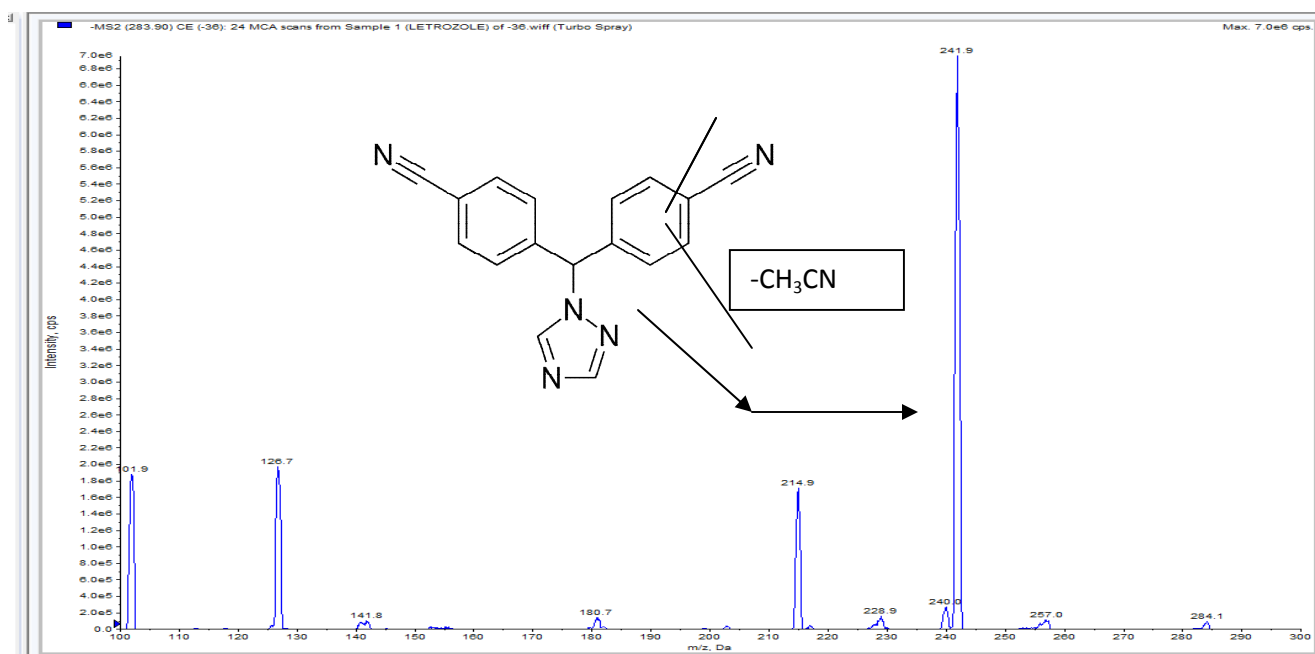 -MS2 (283.90) CE (-36): 24 MCA scans from Sample 1 (LETROZOLE) of -36.wiff (Turbo Spray)
Max. 7.0e6 cps.
Intensity, cps
7.0e6
6.8e6
6.6e6
6.4e6
6.2e6
6.0e6
5.8e6
5.6e6
5.4e6
5.2e6
5.0e6
4.8e6
4.6e6
4.4e6
4.2e6
4.0e6
3.8e6
3.6e6
3.4e6
3.2e6
3.0e6
2.8e6
2.6e6
2.4e6
2.2e6
2.0e6
1.8e6
1.6e6
1.4e6
1.2e6
1.0e6
8.0e5
6.0e5
4.0e5
2.0e5
0.0
241.9
N
N
-CH₃CN
N
N
N
101.9
126.7
214.9
141.8
180.7
228.9
240.0
257.0
284.1
100 110 120 130 140 150 160 170 180 190 200 210 220 230 240 250 260 270 280 290 300
m/z, Da